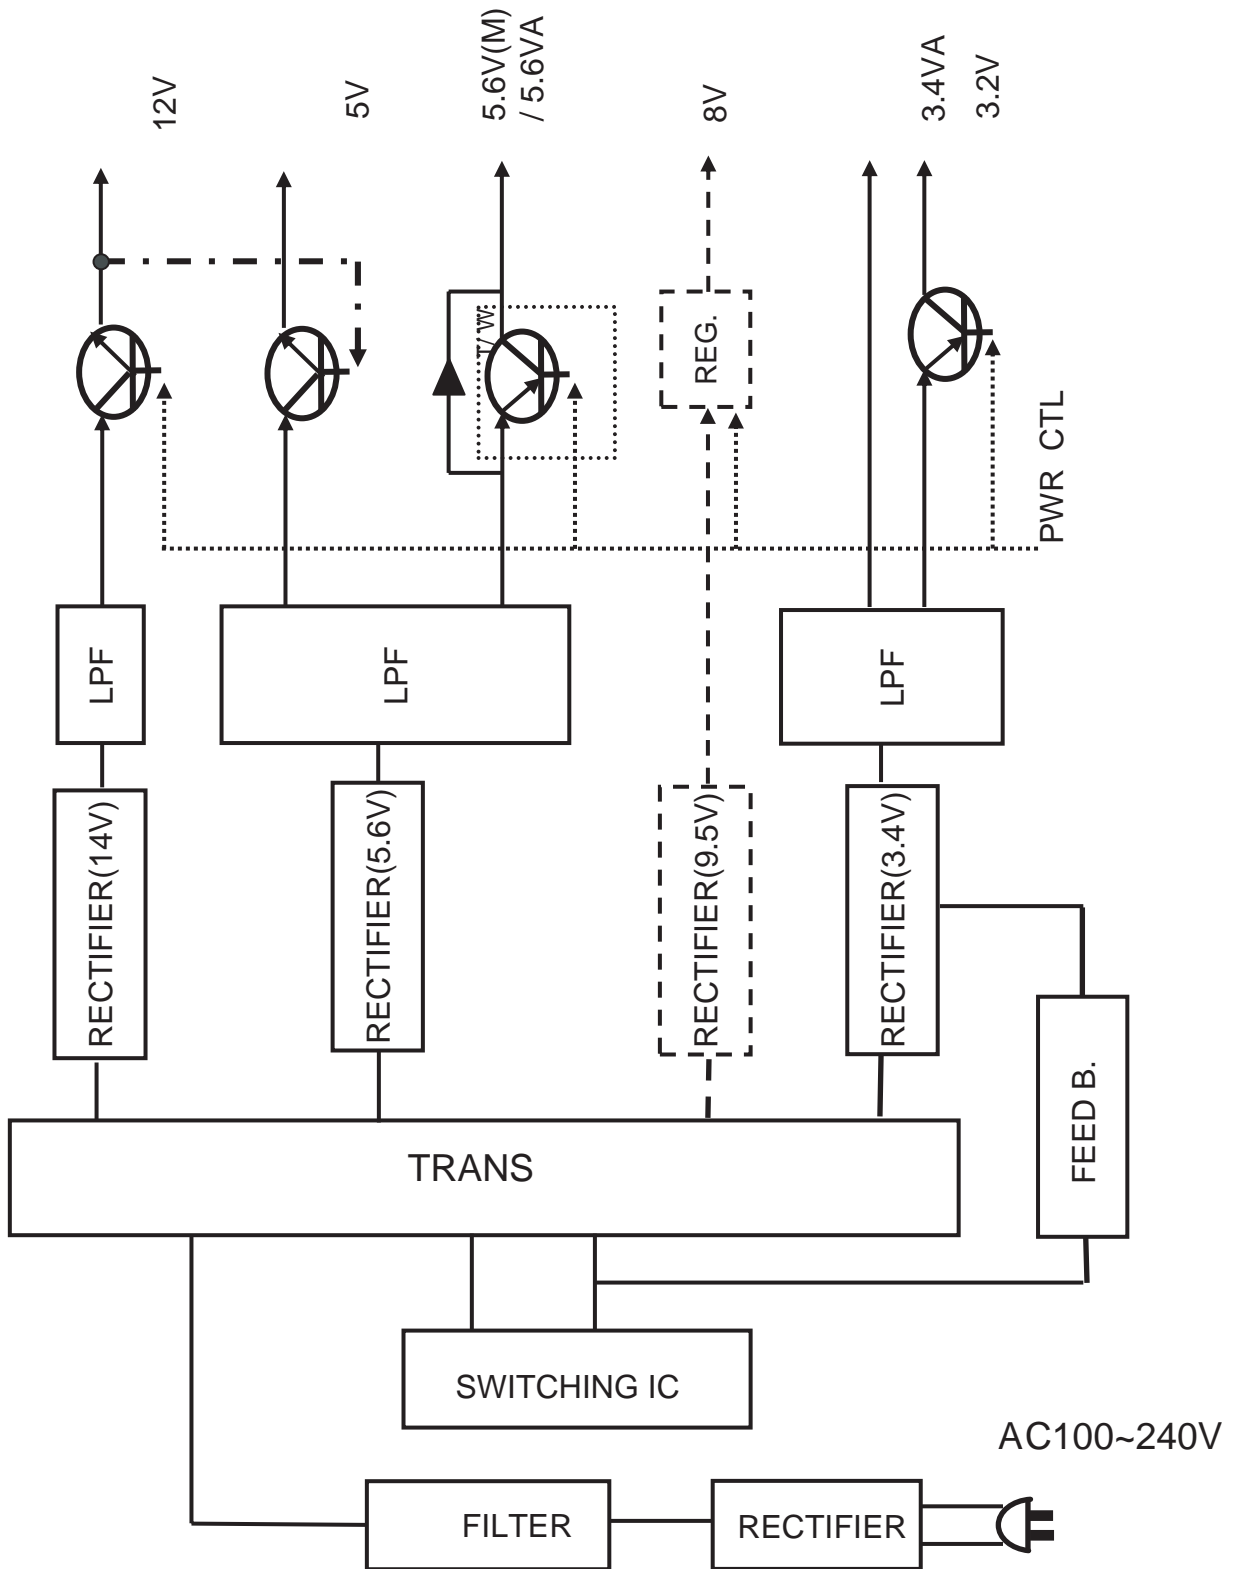 12V
5V
5.6V(M)
/ 5.6VA
8V
3.4VA
3.2V
T/W
REG.
PWR CTL
LPF
LPF
LPF
RECTIFIER(14V)
RECTIFIER(5.6V)
RECTIFIER(9.5V)
RECTIFIER(3.4V)
FEED B.
TRANS
SWITCHING IC
AC100~240V
FILTER
RECTIFIER